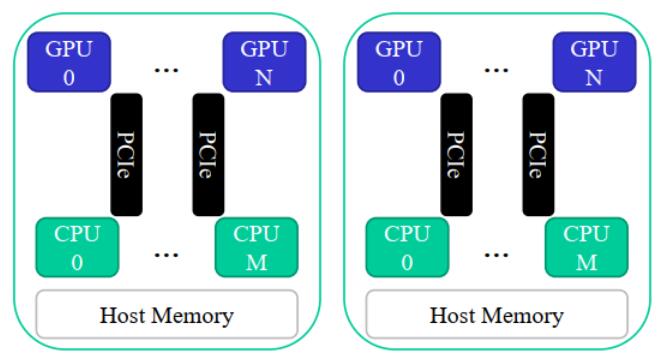 GPU
0
...
GPU
N
PCIe
PCIe
CPU
0
...
CPU
M
Host Memory
GPU
0
...
GPU
N
PCIe
PCIe
CPU
0
...
CPU
M
Host Memory